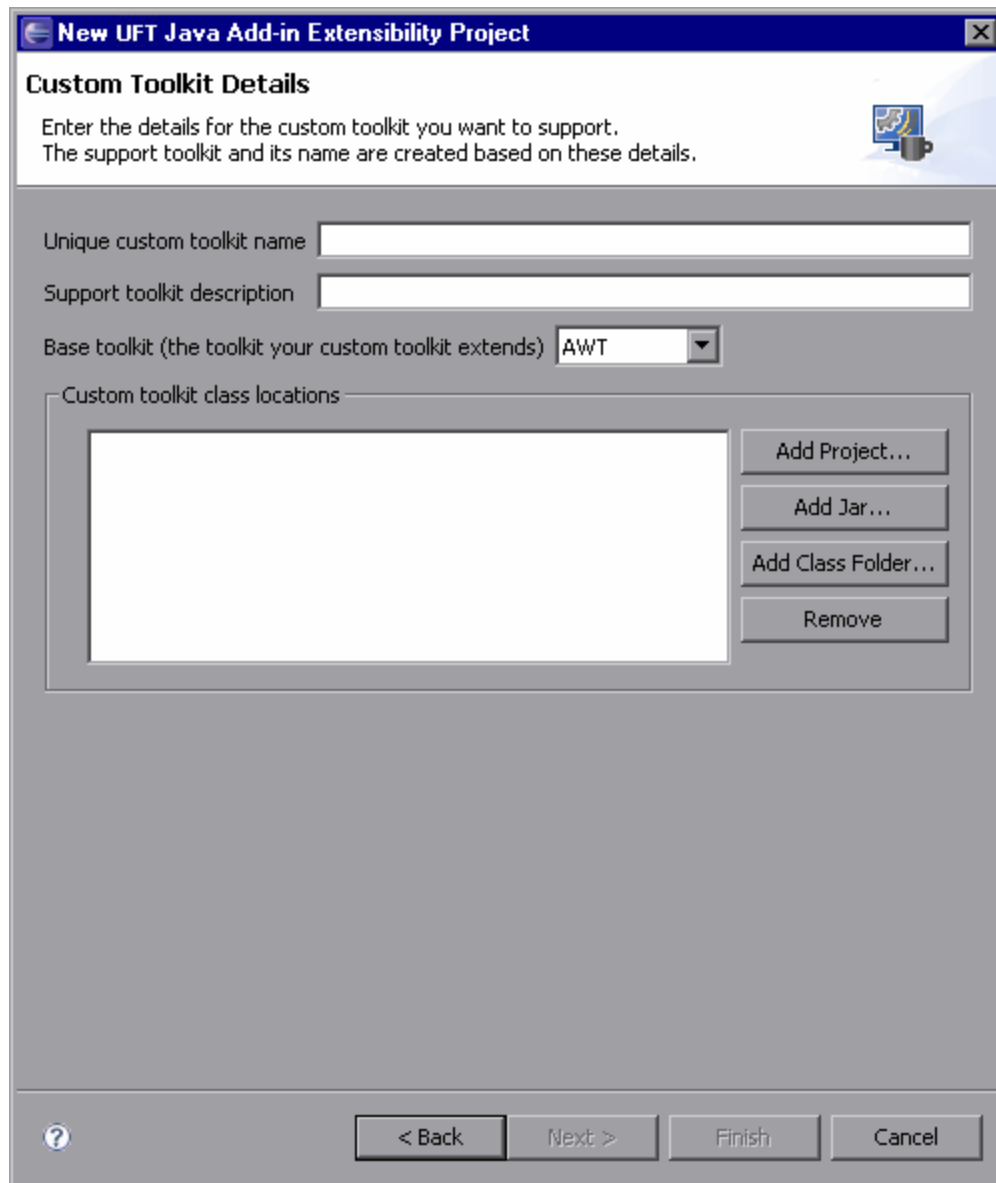 New UFT Java Add-in Extensibility Project
Custom Toolkit Details
Enter the details for the custom toolkit you want to support.
The support toolkit and its name are created based on these details.
Unique custom toolkit name
Support toolkit description
Base toolkit (the toolkit your custom toolkit extends) AWT
Custom toolkit class locations
Add Project...
Add Jar...
Add Class Folder...
Remove
?
< Back Next > Finish Cancel